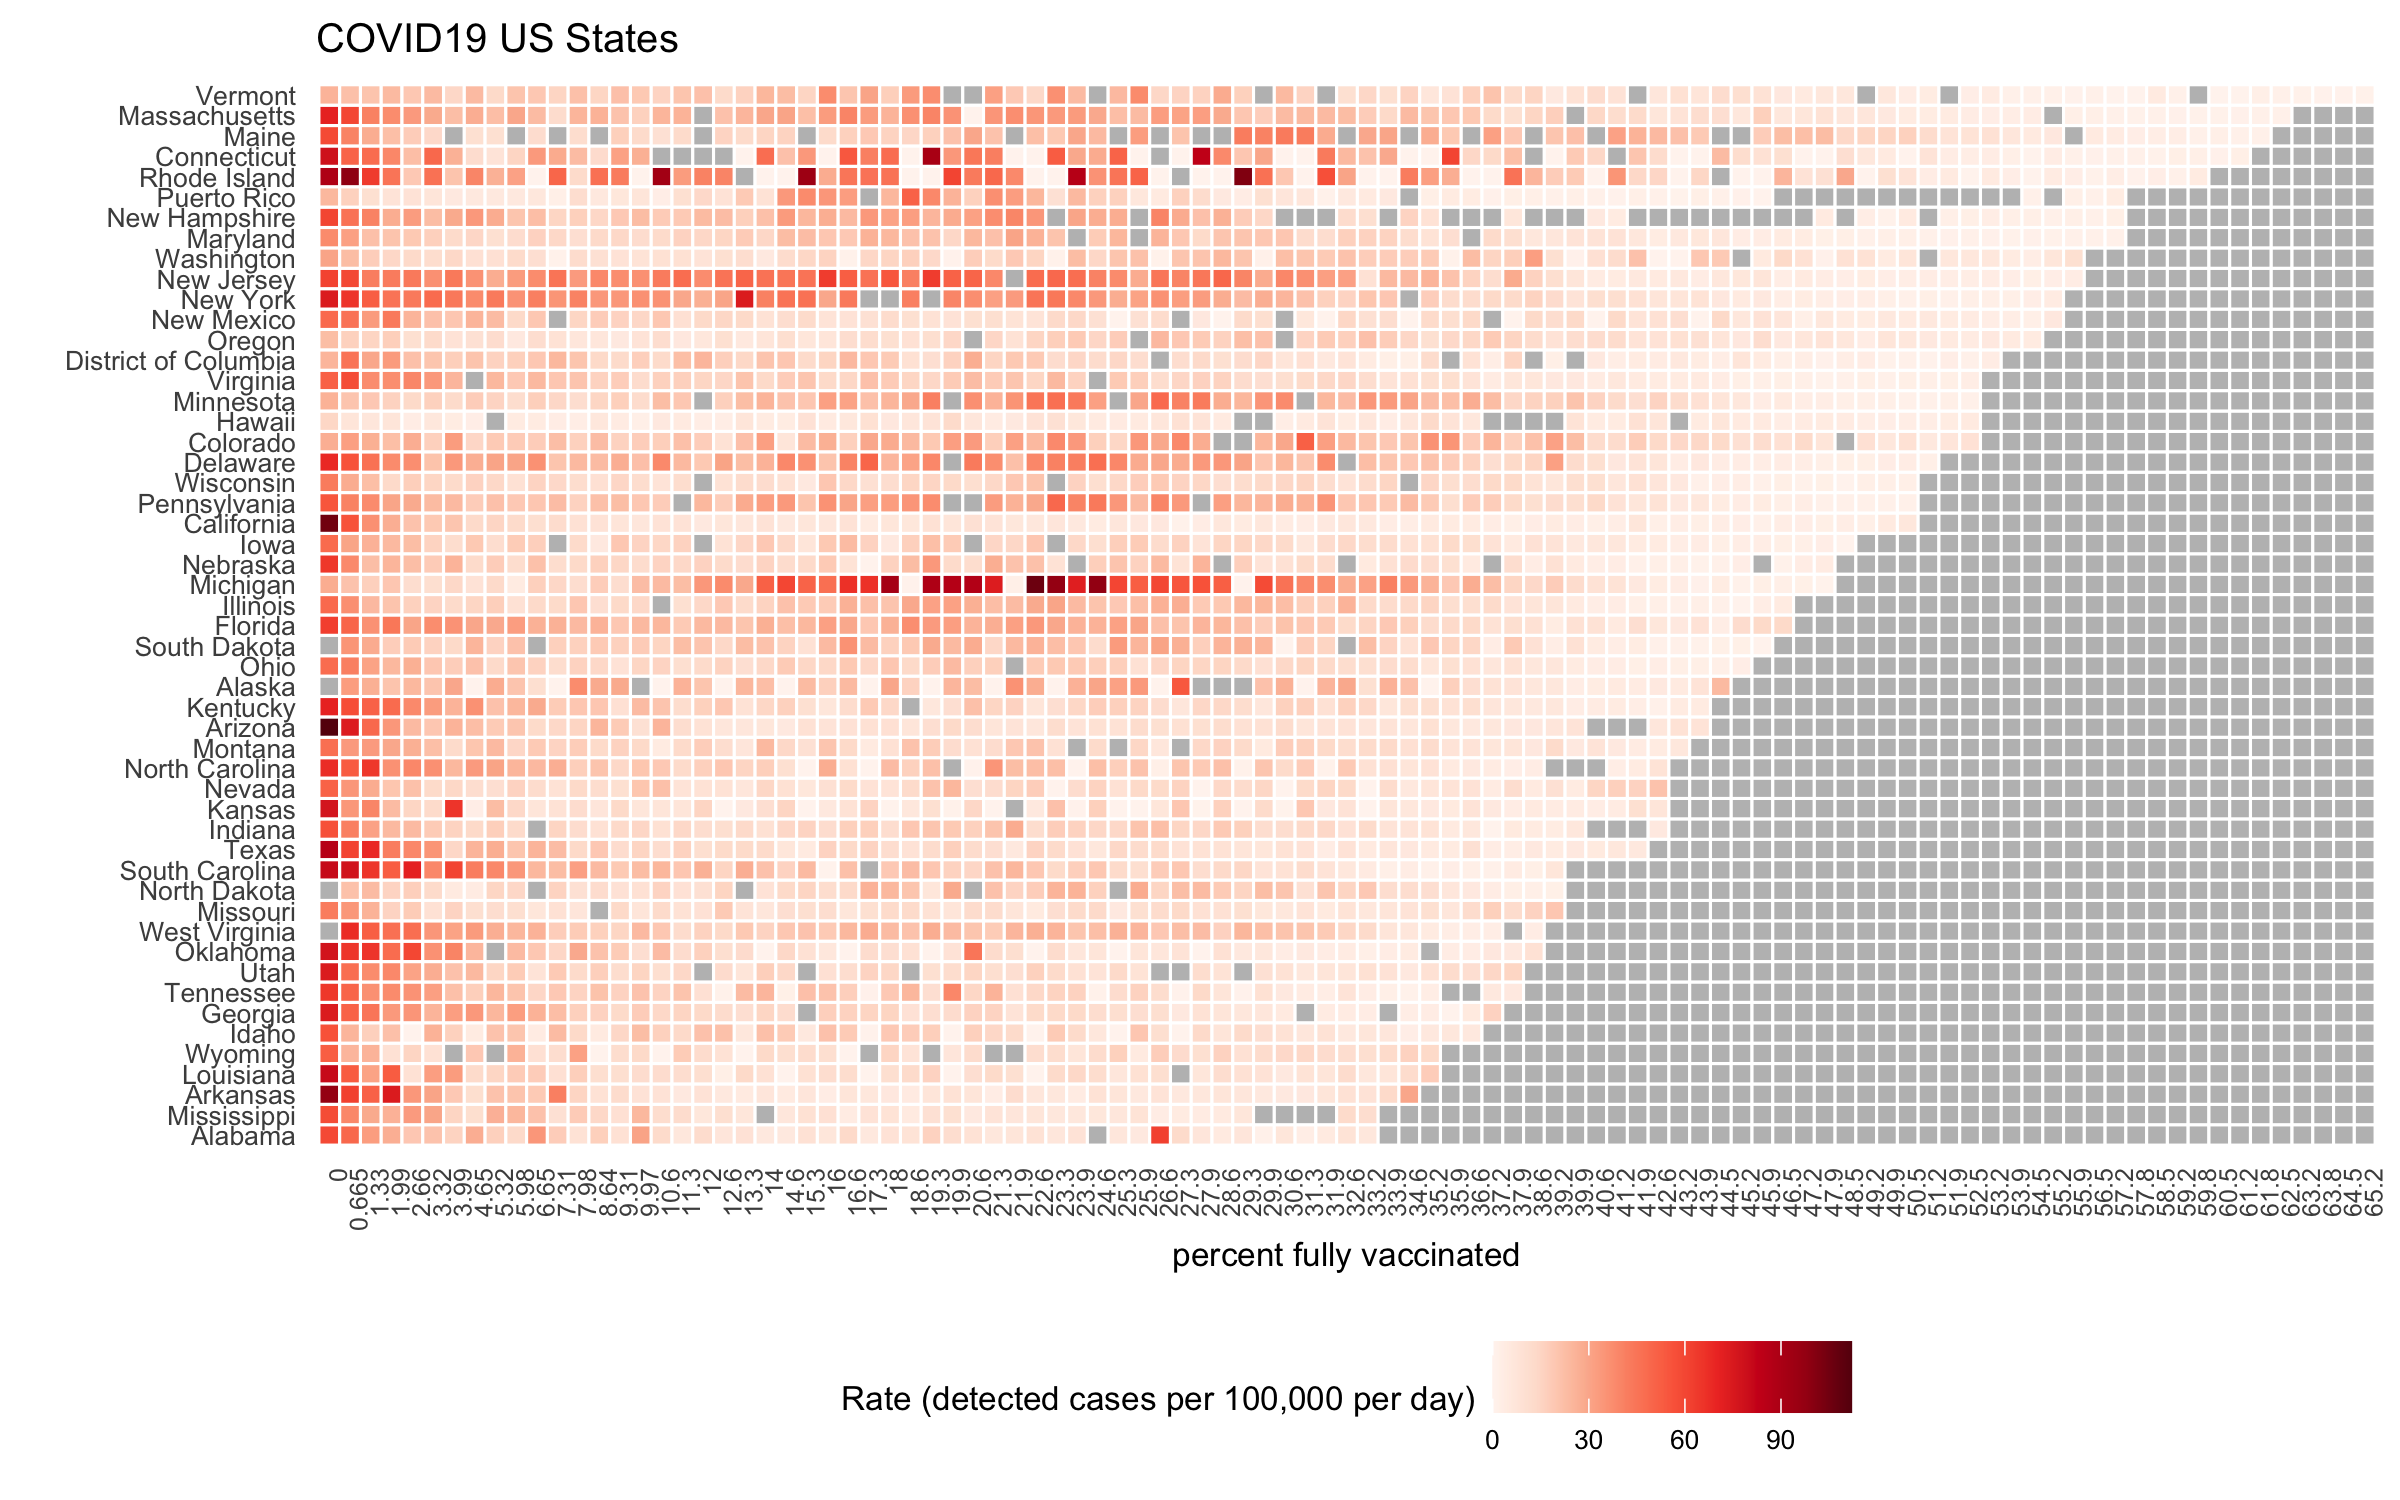 COVID19 US States
Vermont
Massachusetts
Maine
Connecticut
Rhode Island
Puerto Rico
New Hampshire
Maryland
Washington
New Jersey
New York
New Mexico
Oregon
District of Columbia
Virginia
Minnesota
Hawaii
Colorado
Delaware
Wisconsin
Pennsylvania
California
Iowa
Nebraska
Michigan
Illinois
Florida
South Dakota
Ohio
Alaska
Kentucky
Arizona
Montana
North Carolina
Nevada
Kansas
Indiana
Texas
South Carolina
North Dakota
Missouri
West Virginia
Oklahoma
Utah
Tennessee
Georgia
Idaho
Wyoming
Louisiana
Arkansas
Mississippi
Alabama
0
0.665
1.33
1.99
2.66
3.32
3.99
4.65
5.32
5.98
6.65
7.31
7.98
8.64
9.31
9.97
10.6
11.3
12
12.6
13.3
14
14.6
15.3
16
16.6
17.3
18
18.6
19.3
19.9
20.6
21.3
21.9
22.6
23.3
23.9
24.6
25.3
25.9
26.6
27.3
27.9
28.6
29.3
29.9
30.6
31.3
31.9
32.6
33.2
33.9
34.6
35.2
35.9
36.6
37.2
37.9
38.6
39.2
39.9
40.6
41.2
41.9
42.6
43.2
43.9
44.5
45.2
45.9
46.5
47.2
47.9
48.5
49.2
49.9
50.5
51.2
51.9
52.5
53.2
53.9
54.5
55.2
55.9
56.5
57.2
57.8
58.5
59.2
59.8
60.5
61.2
61.8
62.5
63.2
63.8
64.5
65.2
percent fully vaccinated
Rate (detected cases per 100,000 per day)
0
30
60
90